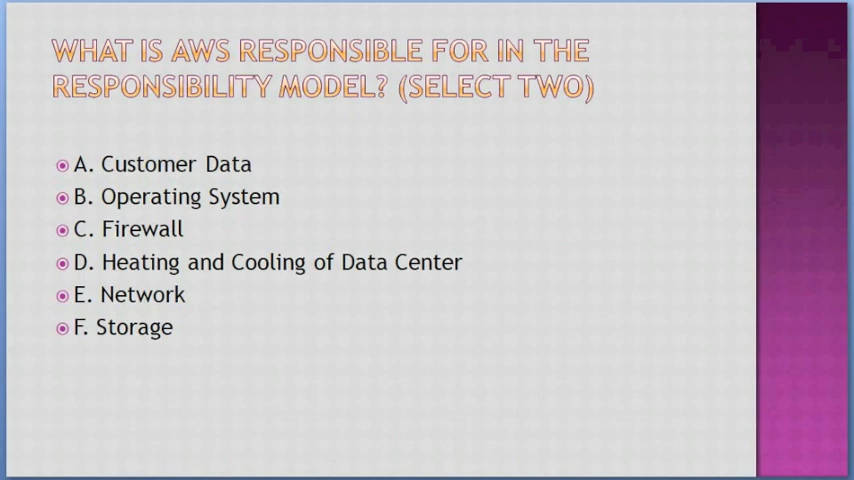 WHAT IS AWS RESPONSIBLE FOR IN THE
RESPONSIBILITY MODEL? (SELECT TWO)
A. Customer Data
B. Operating System
C. Firewall
D. Heating and Cooling of Data Center
E. Network
F. Storage